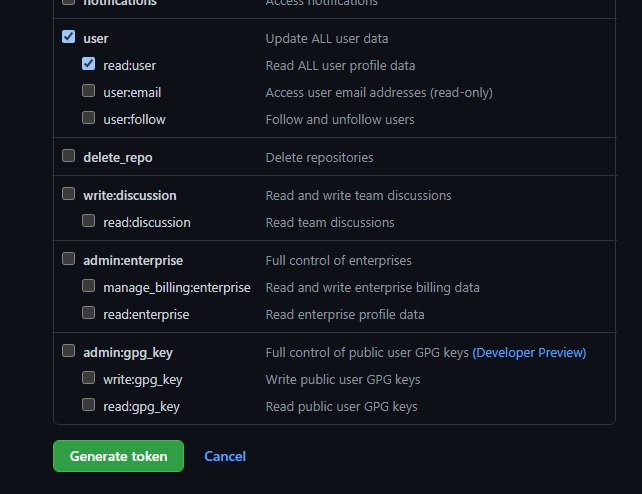 notifications Access notifications
user Update ALL user data
read:user Read ALL user profile data
user:email Access user email addresses (read-only)
user:follow Follow and unfollow users
delete_repo Delete repositories
write:discussion Read and write team discussions
read:discussion Read team discussions
admin:enterprise Full control of enterprises
manage_billing:enterprise Read and write enterprise billing data
read:enterprise Read enterprise profile data
admin:gpg_key Full control of public user GPG keys (Developer Preview)
write:gpg_key Write public user GPG keys
read:gpg_key Read public user GPG keys
Generate token Cancel